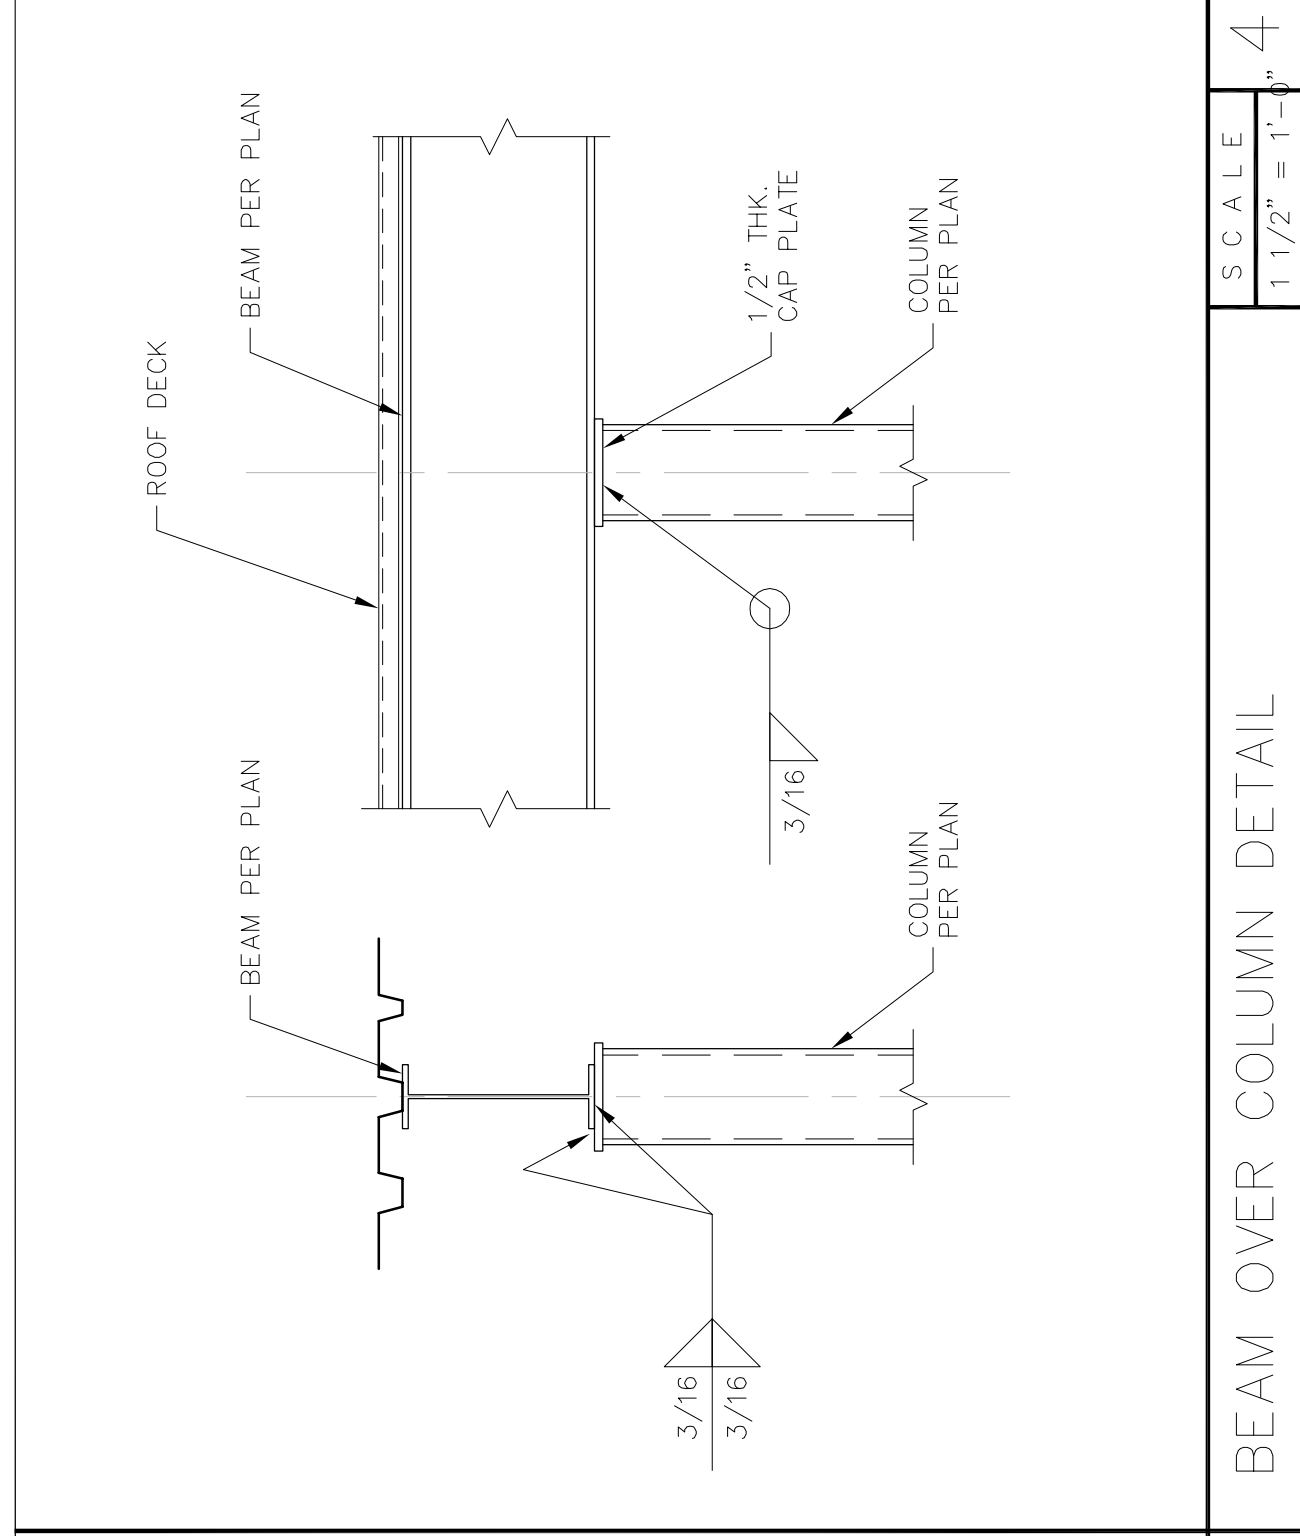 BEAM PER PLAN
3/16
3/16
COLUMN
PER PLAN
ROOF DECK
BEAM PER PLAN
3/16
1/2" THK.
CAP PLATE
COLUMN
PER PLAN
BEAM OVER COLUMN DETAIL
SCALE
1 1/2" = 1'-0"
4